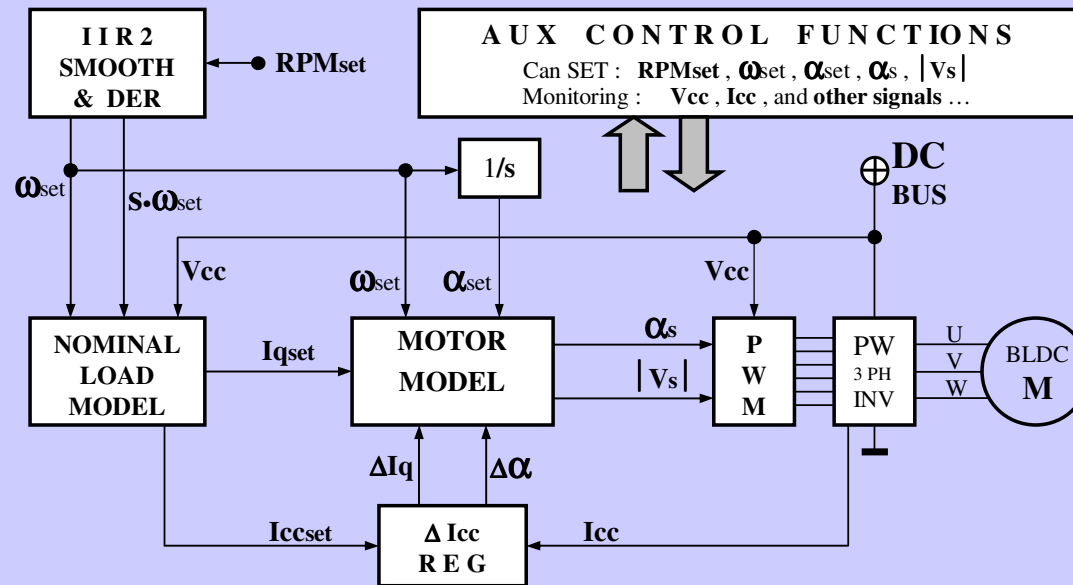 I I R 2
SMOOTH
& DER
RPMset
A U X C O N T R O L F U N C T I O N S
Can SET : RPMset , ωset , αset , αs , |Vs|
Monitoring : Vcc , Icc , and other signals …
1/s
DC
BUS
ωset
s·ωset
Vcc
ωset
αset
Vcc
NOMINAL
LOAD
MODEL
Iqset
MOTOR
MODEL
αs
|Vs|
P
W
M
PW
3 PH
INV
U
V
W
BLDC
M
ΔIq
Δα
Iccset
Δ Icc
R E G
Icc